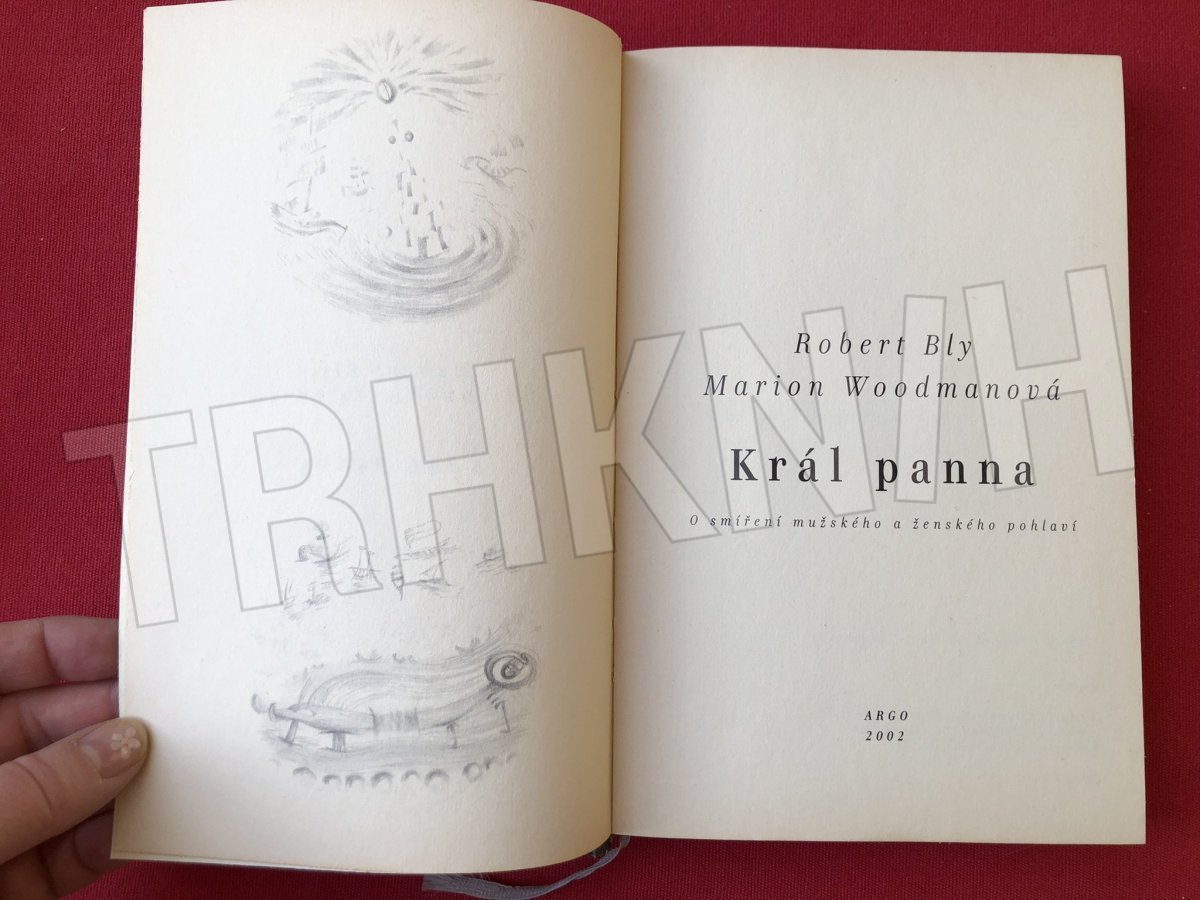 Robert Bly
Marion Woodmanová
Král panna
O smíření mužského a ženského pohlaví
ARGO
2002
TRHKNIH